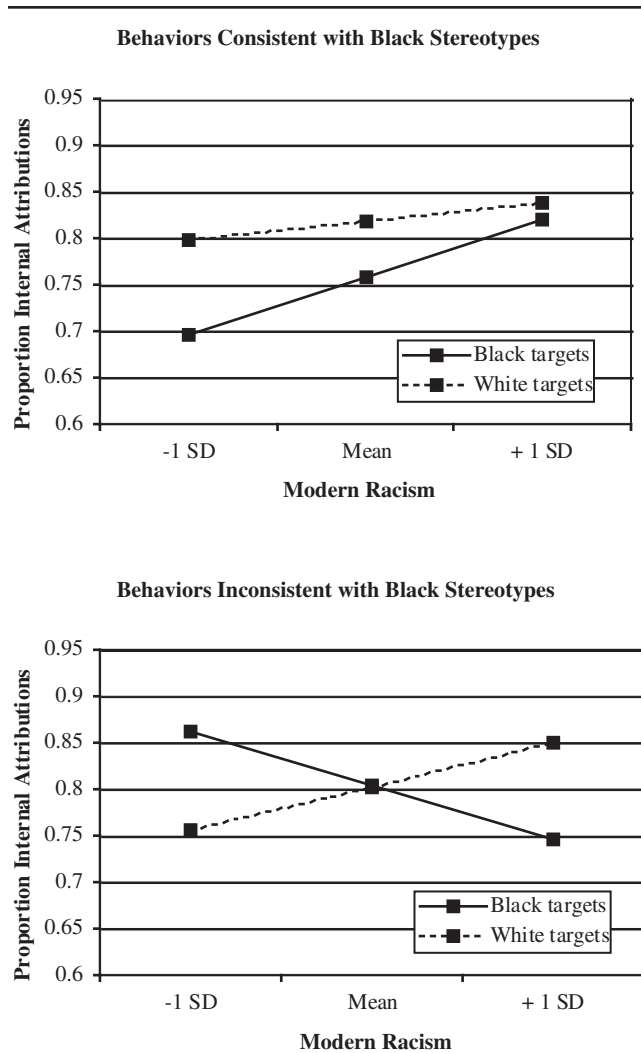 Behaviors Consistent with Black Stereotypes
Proportion Internal Attributions
0.95
0.9
0.85
0.8
0.75
0.7
0.65
0.6
Black targets
White targets
-1 SD Mean + 1 SD
Modern Racism
Behaviors Inconsistent with Black Stereotypes
Proportion Internal Attributions
0.95
0.9
0.85
0.8
0.75
0.7
0.65
0.6
Black targets
White targets
-1 SD Mean + 1 SD
Modern Racism